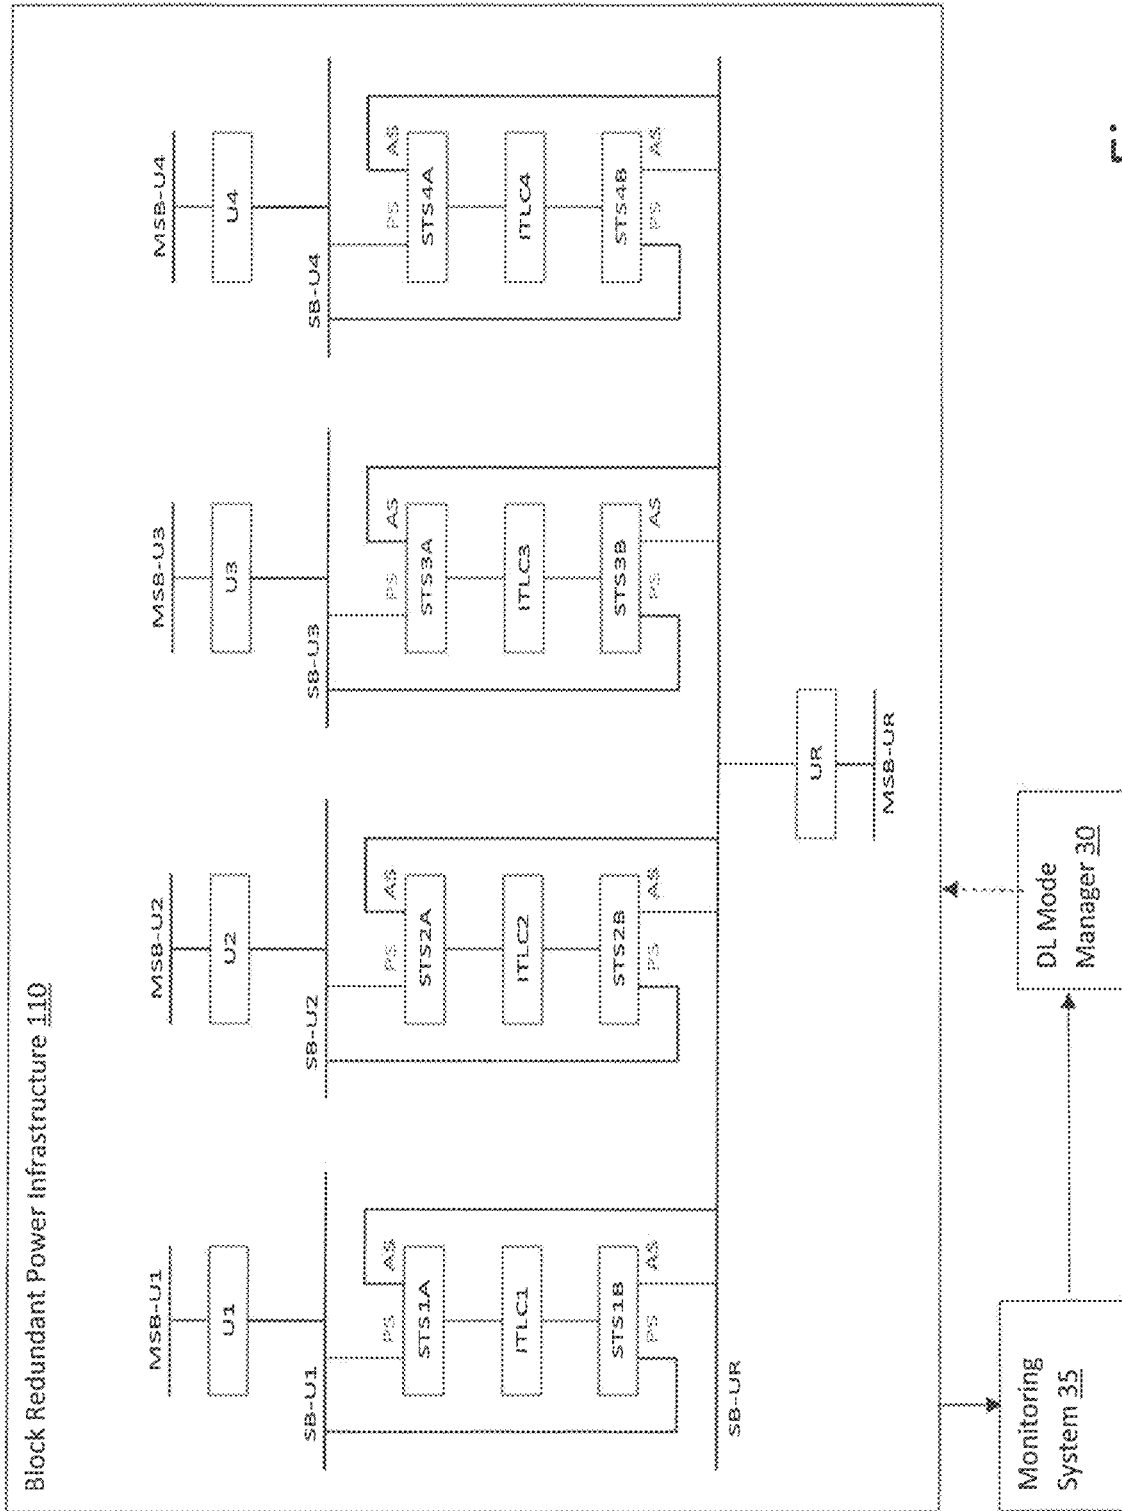 Block Redundant Power Infrastructure 110
MSB-U1
MSB-U2
MSB-U3
MSB-U4
U1
U2
U3
U4
SB-U1
SB-U2
SB-U3
SB-U4
PS
AS
PS
AS
PS
AS
PS
AS
STS1A
STS2A
STS3A
STS4A
ITLC1
ITLC2
ITLC3
ITLC4
STS1B
STS2B
STS3B
STS4B
PS
AS
PS
AS
PS
AS
PS
AS
SB-UR
UR
MSB-UR
Monitoring
System 35
DL Mode
Manager 30